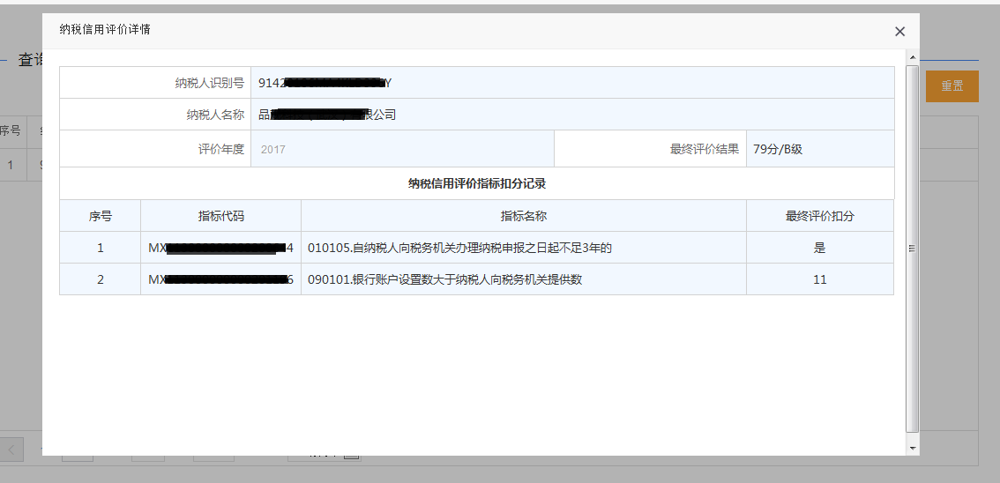 纳税信用评价详情
查询
重置
纳税人识别号 9142 Y
纳税人名称 品 限公司
评价年度 2017 最终评价结果 79分/B级
纳税信用评价指标扣分记录
序号 指标代码 指标名称 最终评价扣分
1 MX 4 010105.自纳税人向税务机关办理纳税申报之日起不足3年的 是
2 MX 6 090101.银行账户设置数大于纳税人向税务机关提供数 11
序号
1